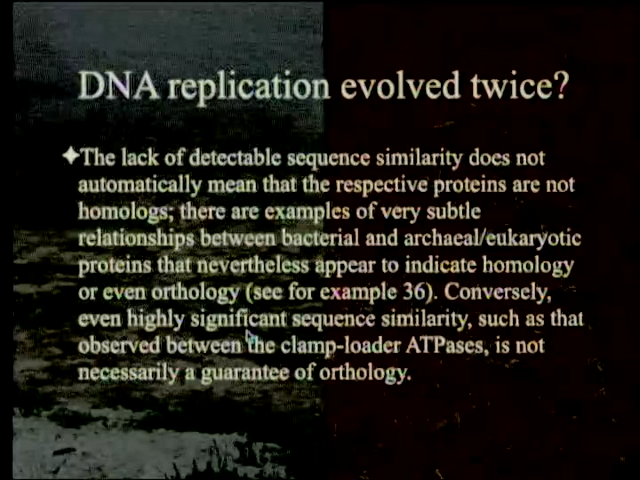 DNA replication evolved twice?
✦The lack of detectable sequence similarity does not
automatically mean that the respective proteins are not
homologs; there are examples of very subtle
relationships between bacterial and archaeal/eukaryotic
proteins that nevertheless appear to indicate homology
or even orthology (see for example 36). Conversely,
even highly significant sequence similarity, such as that
observed between the clamp-loader ATPases, is not
necessarily a guarantee of orthology.